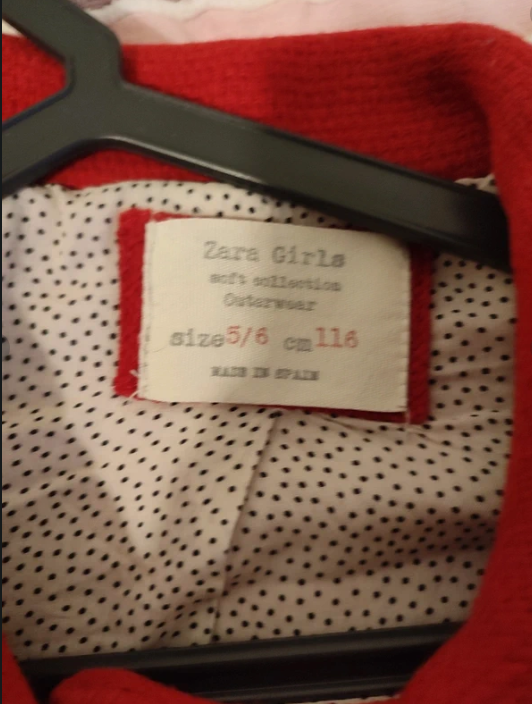 Zara Girls
soft collection
Outerwear
size 5/6 cm 116
MADE IN SPAIN